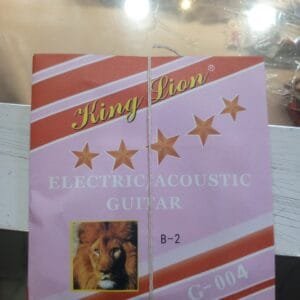 King Lion®
ELECTRIC/ACOUSTIC
GUITAR
B-2
G-004